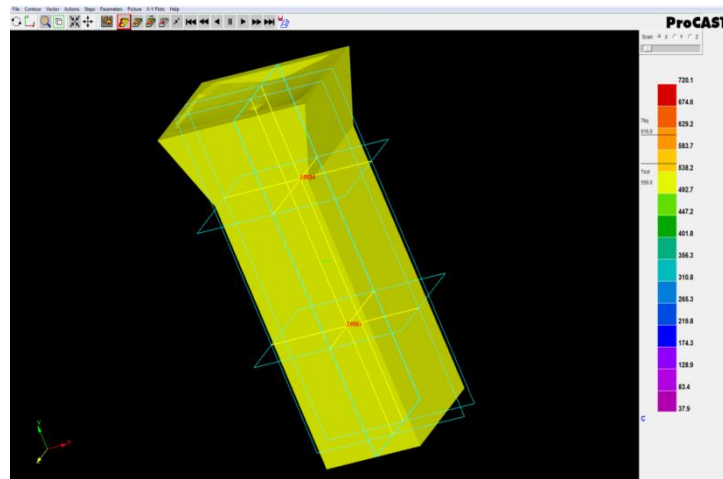 File Contour Vector Actions Steps Parameters Picture X-Y Plots Help
ProCAST
Scan: X Y Z
720.1
674.6
629.2
583.7
538.2
492.7
447.2
401.8
356.3
310.8
265.3
219.8
174.3
128.9
83.4
37.9
C
Y
X